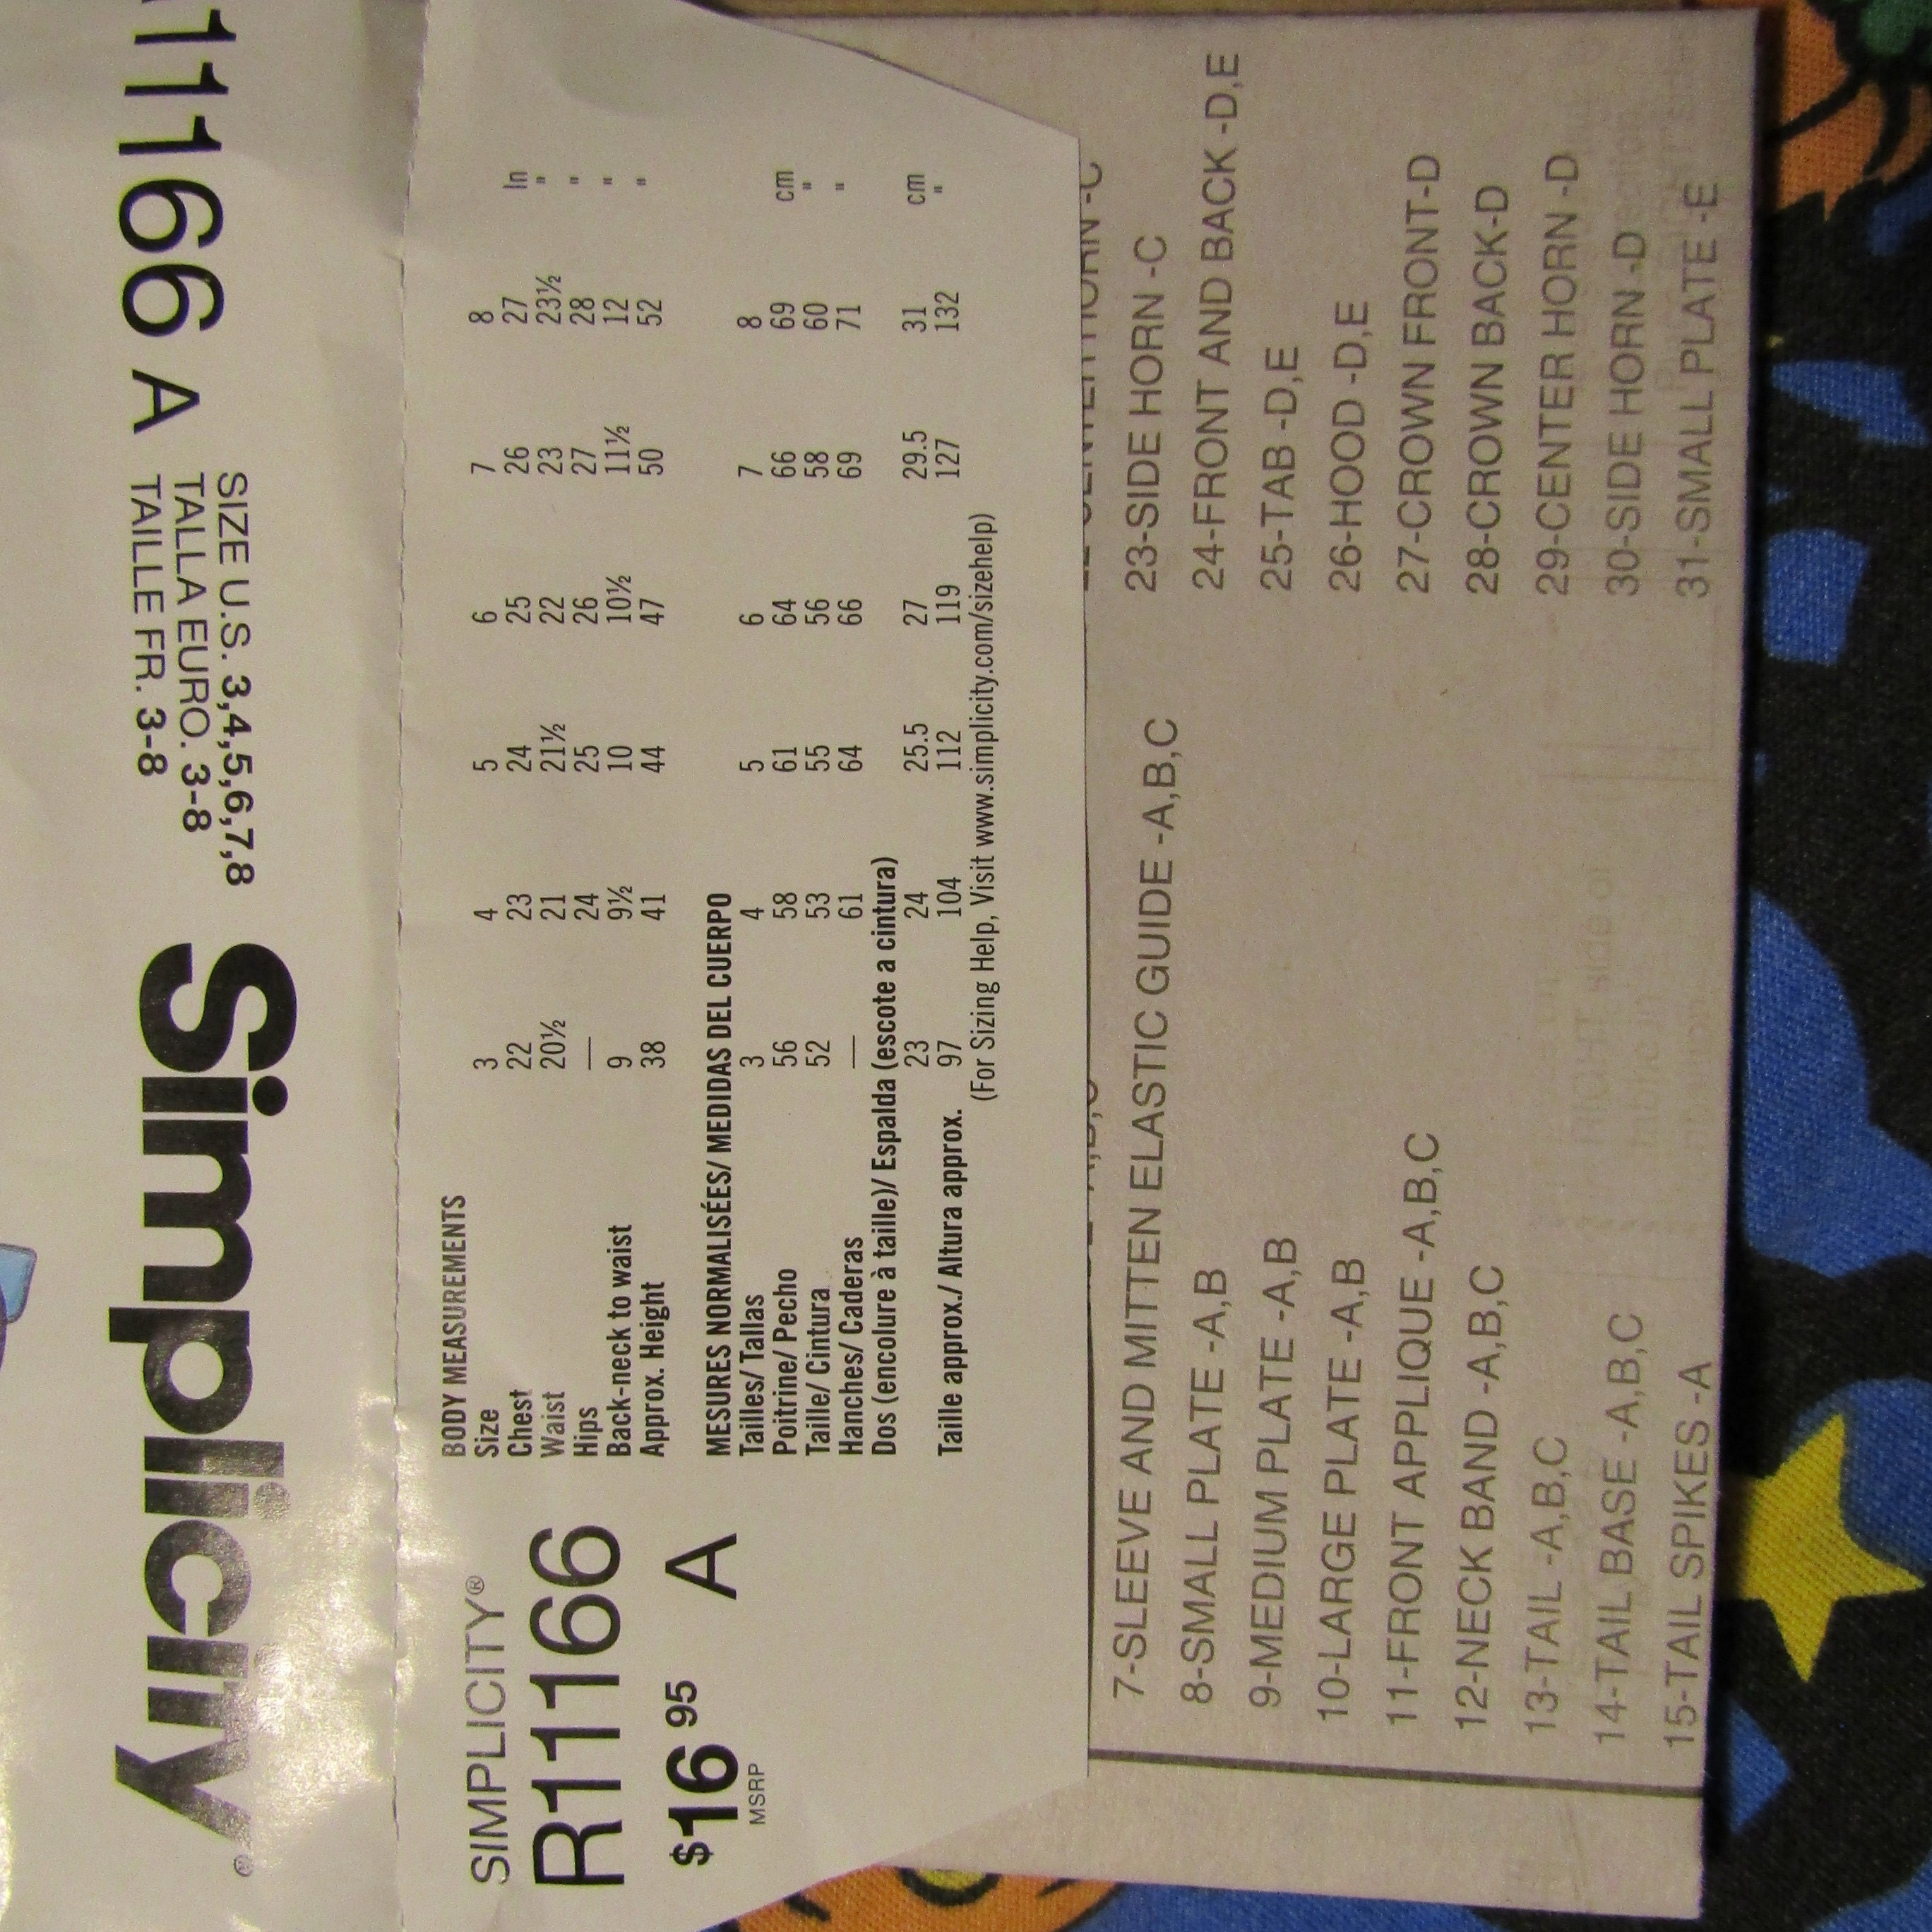 1166 A
SIZE U.S. 3,4,5,6,7,8
TALLA EURO. 3-8
TAILLE FR. 3-8
Simplicity®
SIMPLICITY®
R11166
$16 95 A
MSRP
BODY MEASUREMENTS
Size 3 4 5 6 7 8
Chest 22 23 24 25 26 27 In
Waist 20½ 21 21½ 22 23 23½ "
Hips — 24 25 26 27 28 "
Back-neck to waist 9 9½ 10 10½ 11½ 12 "
Approx. Height 38 41 44 47 50 52 "
MESURES NORMALISÉES/ MEDIDAS DEL CUERPO
Tailles/ Tallas 3 4 5 6 7 8
Poitrine/ Pecho 56 58 61 64 66 69 cm
Taille/ Cintura 52 53 55 56 58 60 "
Hanches/ Caderas — 61 64 66 69 71 "
Dos (encolure à taille)/ Espalda (escote a cintura)
23 24 25.5 27 29.5 31 cm
Taille approx./ Altura approx. 97 104 112 119 127 132 "
(For Sizing Help, Visit www.simplicity.com/sizehelp)
7-SLEEVE AND MITTEN ELASTIC GUIDE -A,B,C
8-SMALL PLATE -A,B
9-MEDIUM PLATE -A,B
10-LARGE PLATE -A,B
11-FRONT APPLIQUE -A,B,C
12-NECK BAND -A,B,C
13-TAIL -A,B,C
14-TAIL BASE -A,B,C
15-TAIL SPIKES -A
23-SIDE HORN -C
24-FRONT AND BACK -D,E
25-TAB -D,E
26-HOOD -D,E
27-CROWN FRONT-D
28-CROWN BACK-D
29-CENTER HORN -D
30-SIDE HORN -D
31-SMALL PLATE -E